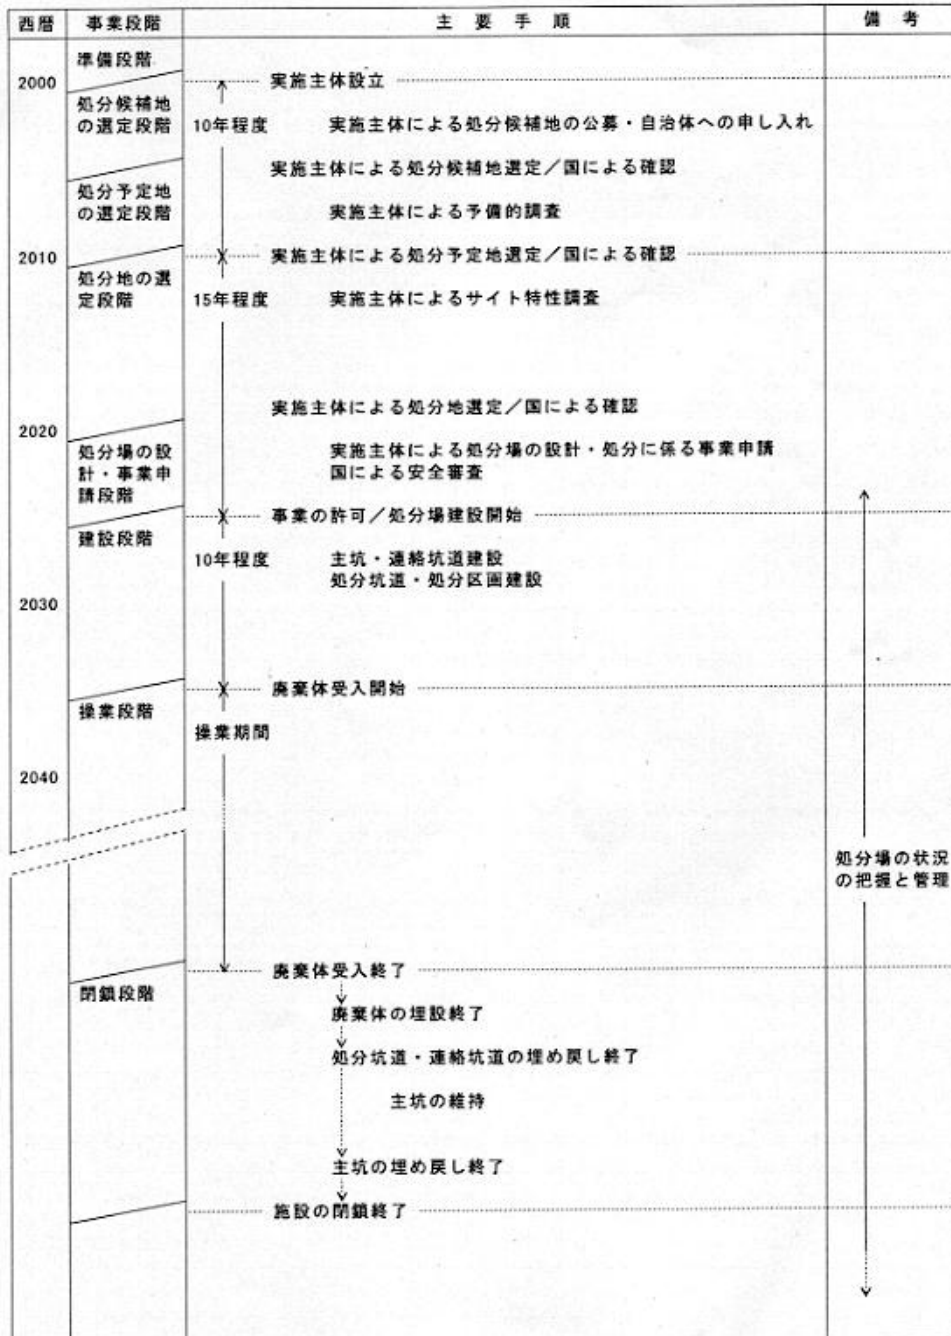 西暦 事業段階 主要手順 備考
準備段階
2000 実施主体設立
処分候補地
の選定段階 10年程度 実施主体による処分候補地の公募・自治体への申し入れ
実施主体による処分候補地選定／国による確認
処分予定地
の選定段階 実施主体による予備的調査
2010 実施主体による処分予定地選定／国による確認
処分地の選
定段階 15年程度 実施主体によるサイト特性調査
実施主体による処分地選定／国による確認
2020
処分場の設
計・事業申
請段階
実施主体による処分場の設計・処分に係る事業申請
国による安全審査
事業の許可／処分場建設開始
建設段階
10年程度 主坑・連絡坑道建設
処分坑道・処分区画建設
2030
廃棄体受入開始
操業段階
操業期間
2040
処分場の状況
の把握と管理
廃棄体受入終了
閉鎖段階
廃棄体の埋設終了
処分坑道・連絡坑道の埋め戻し終了
主坑の維持
主坑の埋め戻し終了
施設の閉鎖終了